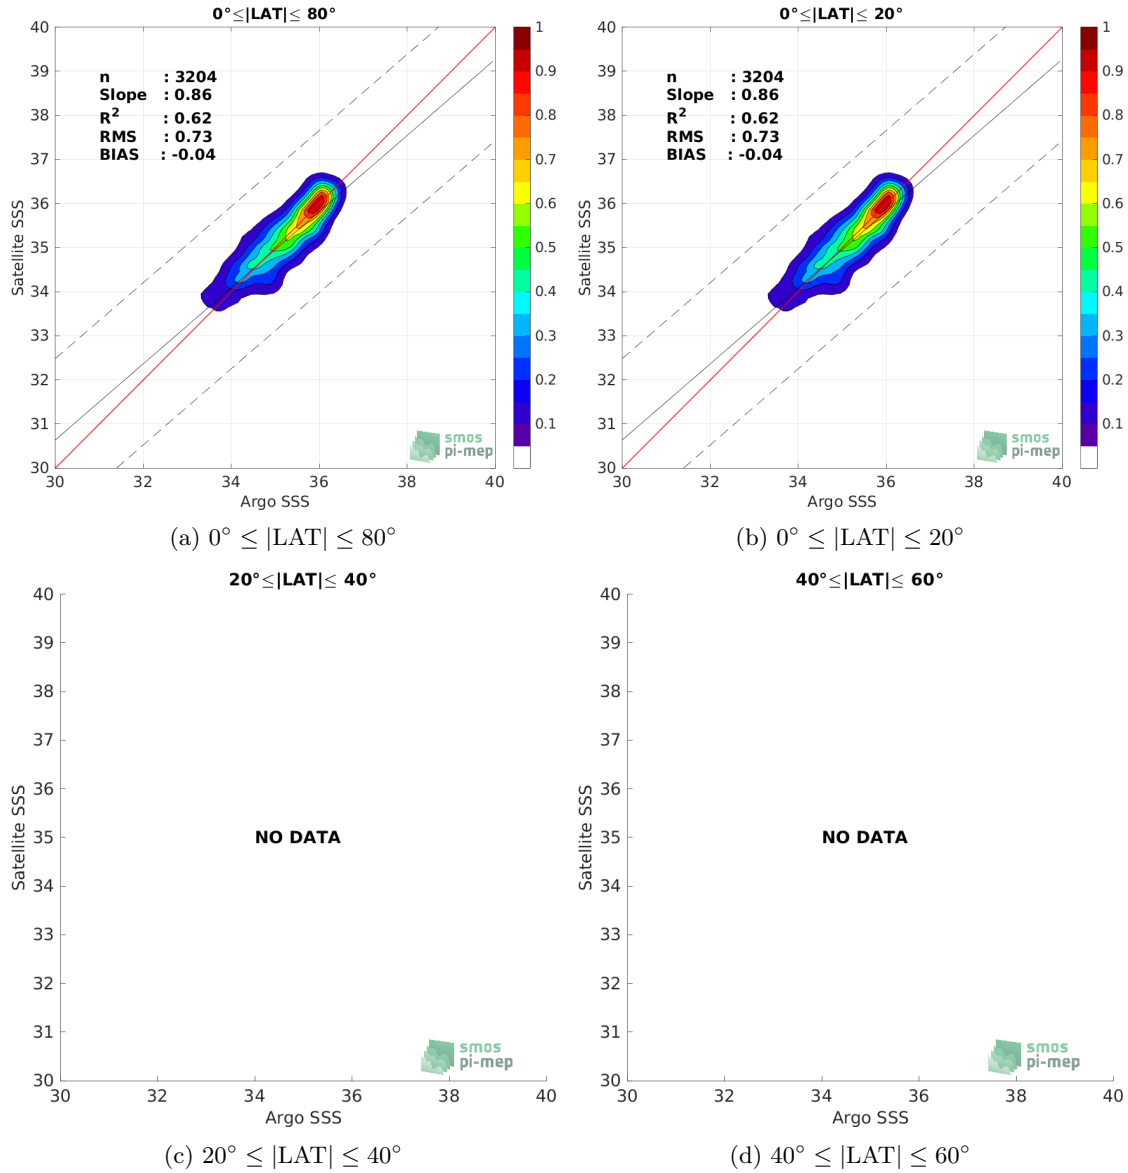 0°≤|LAT|≤ 80°
40
39
38
37
36
35
34
33
32
31
30
30
32
34
36
38
40
Satellite SSS
Argo SSS
n : 3204
Slope : 0.86
R² : 0.62
RMS : 0.73
BIAS : -0.04
smos
pi-mep
1
0.9
0.8
0.7
0.6
0.5
0.4
0.3
0.2
0.1
(a) 0° ≤ |LAT| ≤ 80°
0°≤|LAT|≤ 20°
40
39
38
37
36
35
34
33
32
31
30
30
32
34
36
38
40
Satellite SSS
Argo SSS
n : 3204
Slope : 0.86
R² : 0.62
RMS : 0.73
BIAS : -0.04
smos
pi-mep
1
0.9
0.8
0.7
0.6
0.5
0.4
0.3
0.2
0.1
(b) 0° ≤ |LAT| ≤ 20°
20°≤|LAT|≤ 40°
40
39
38
37
36
35
34
33
32
31
30
30
32
34
36
38
40
Satellite SSS
Argo SSS
NO DATA
smos
pi-mep
(c) 20° ≤ |LAT| ≤ 40°
40°≤|LAT|≤ 60°
40
39
38
37
36
35
34
33
32
31
30
30
32
34
36
38
40
Satellite SSS
Argo SSS
NO DATA
smos
pi-mep
(d) 40° ≤ |LAT| ≤ 60°